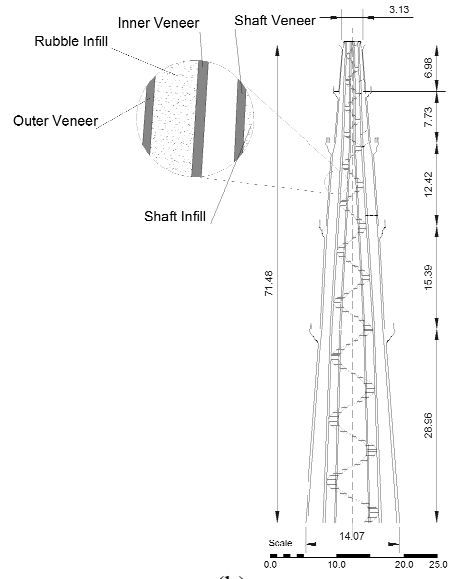 3.13
Inner Veneer
Shaft Veneer
Rubble Infill
6.98
Outer Veneer
7.73
12.42
Shaft Infill
71.48
15.39
28.96
14.07
Scale
0.0 10.0 20.0 25.0